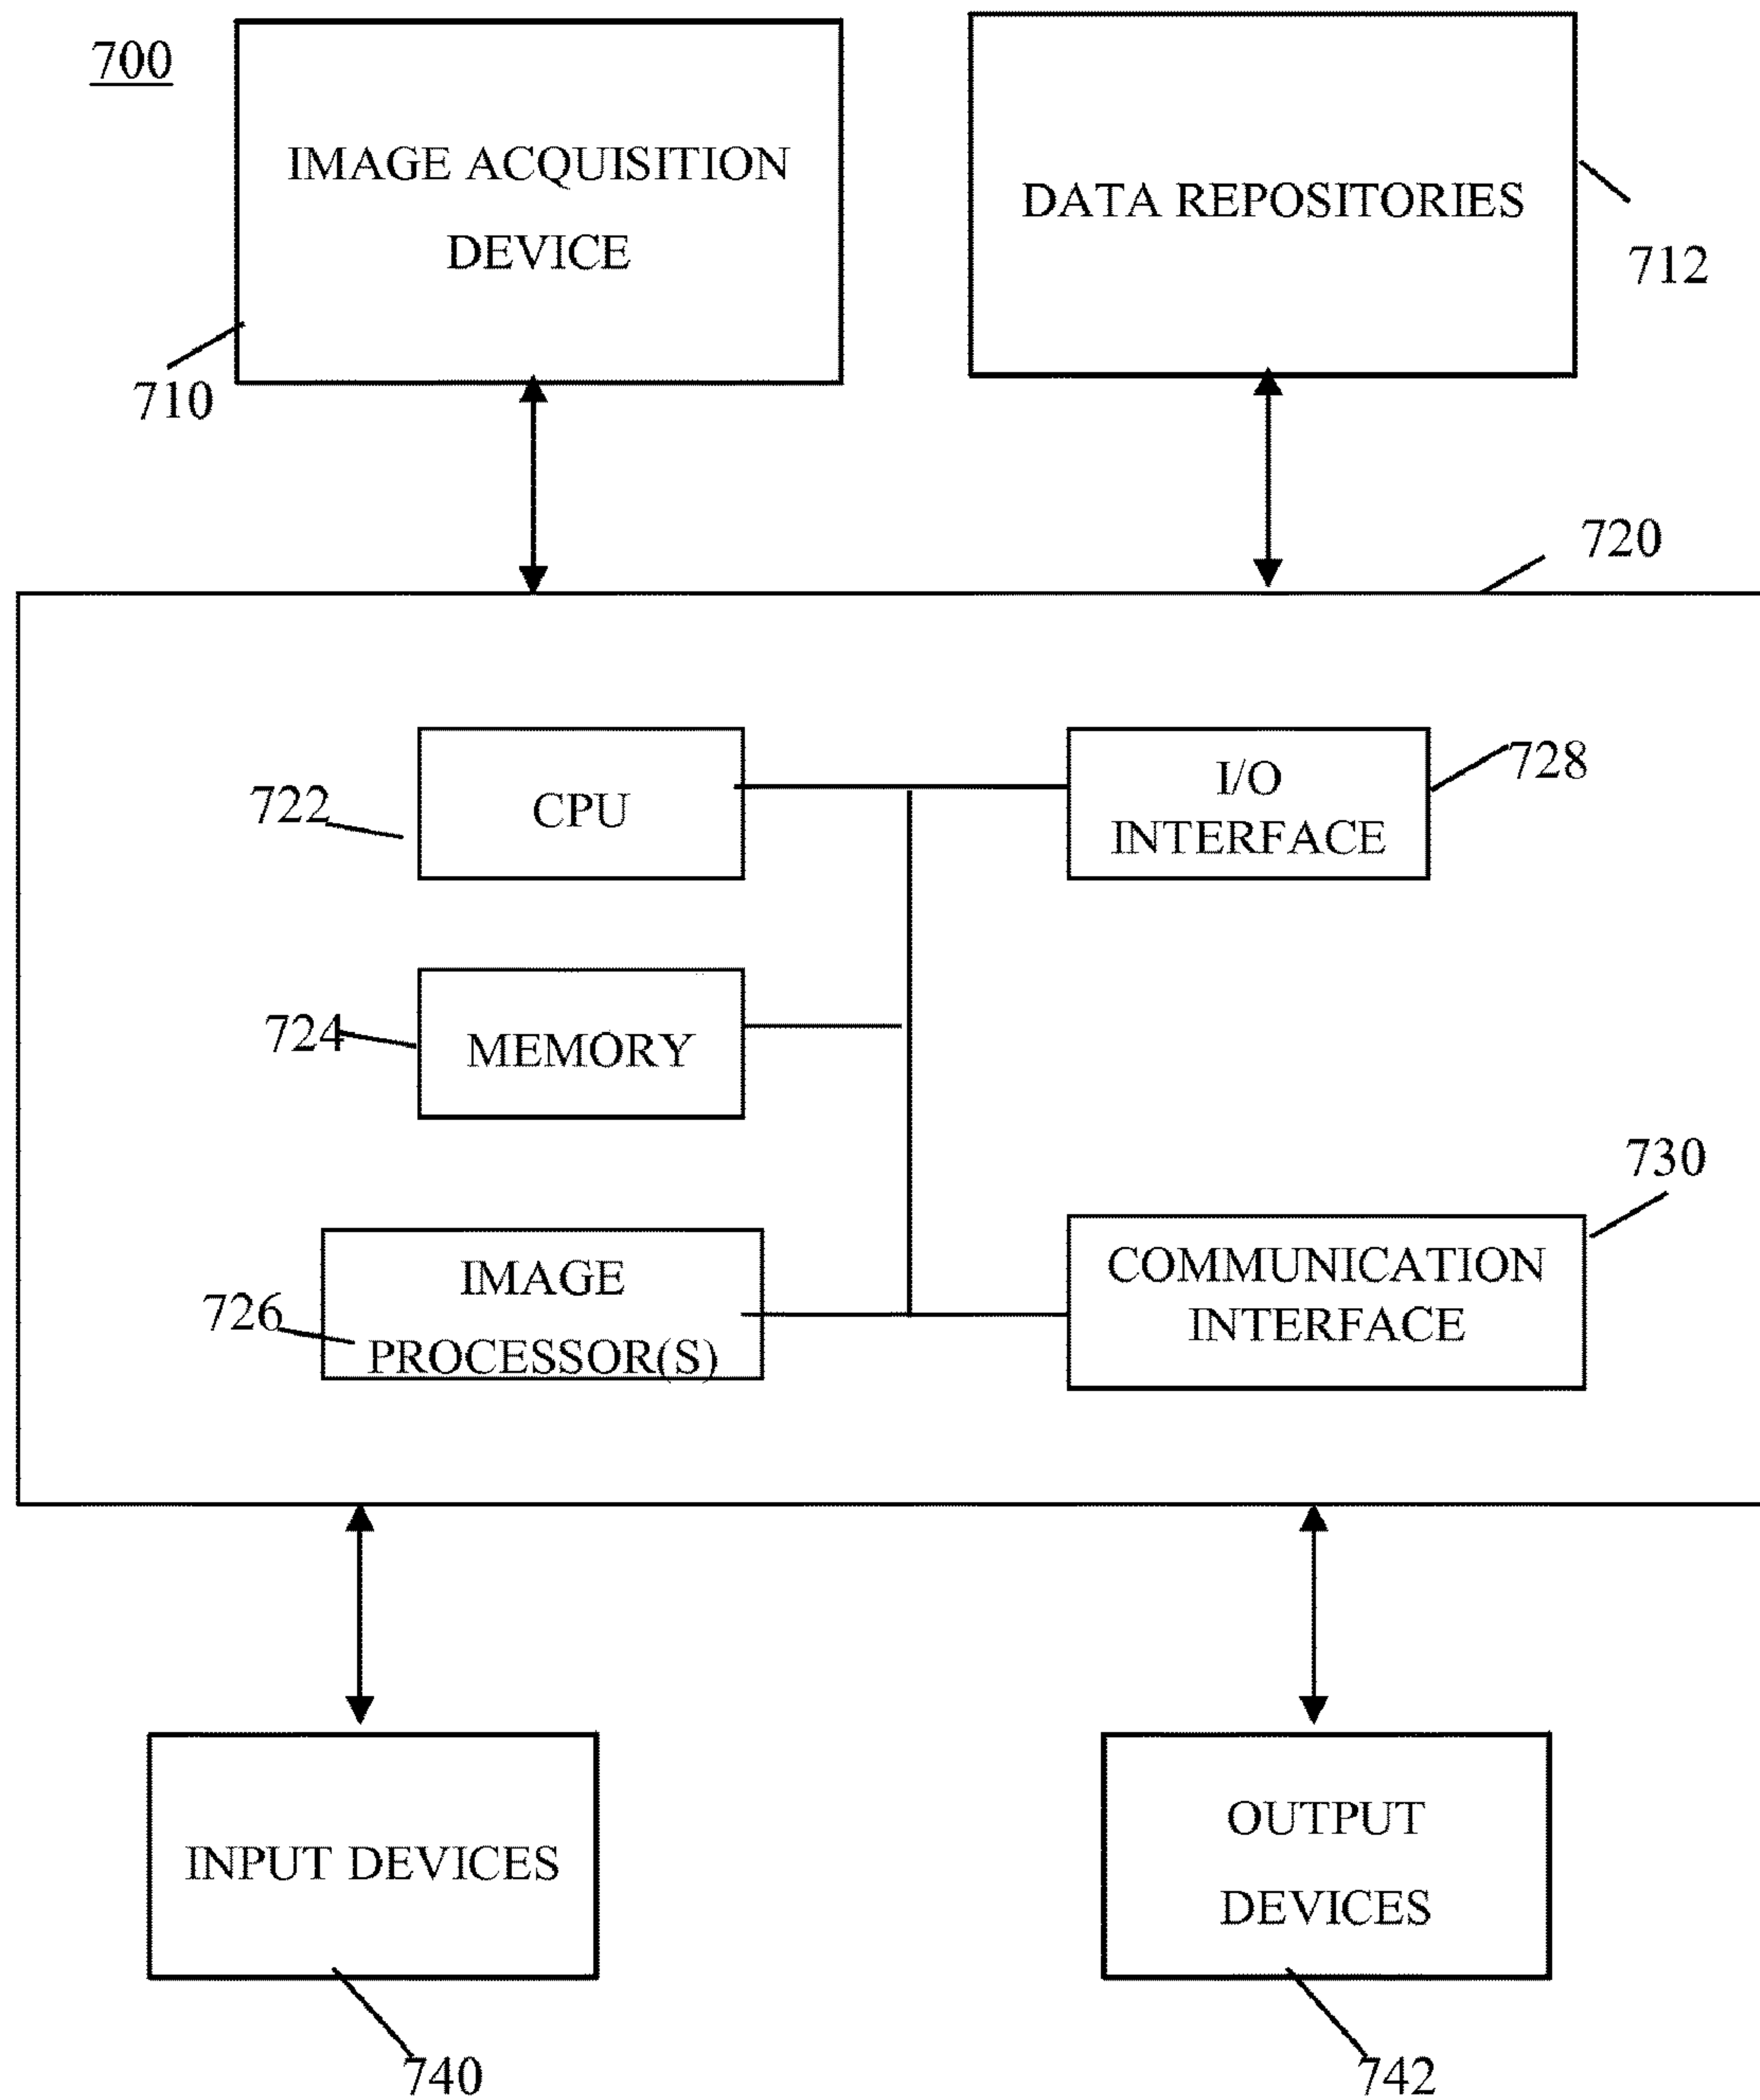 700
IMAGE ACQUISITION
DEVICE
710
DATA REPOSITORIES
712
720
722
CPU
I/O
INTERFACE
728
724
MEMORY
726
IMAGE
PROCESSOR(S)
730
COMMUNICATION
INTERFACE
INPUT DEVICES
740
OUTPUT
DEVICES
742